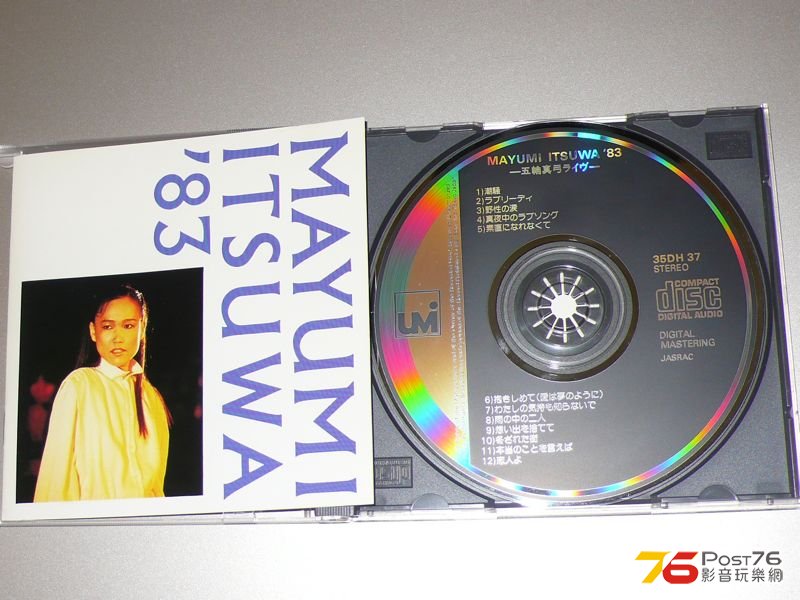 MAYUMI
ITSUWA
'83
MAYUMI ITSUWA '83
—五輪真弓ライヴ—
1)潮騒
2)ラブリーデイ
3)野性の涙
4)真夜中のラブソング
5)素直になれなくて
35DH 37
STEREO
UMI
COMPACT
disc
DIGITAL AUDIO
DIGITAL
MASTERING
JASRAC
6)抱きしめて(愛は夢のように)
7)わたしの気持も知らないで
8)雨の中の二人
9)想い出を捨てて
10)冬ざれた街
11)本当のことを言えば
12)恋人よ
76 POST76
影音玩樂網